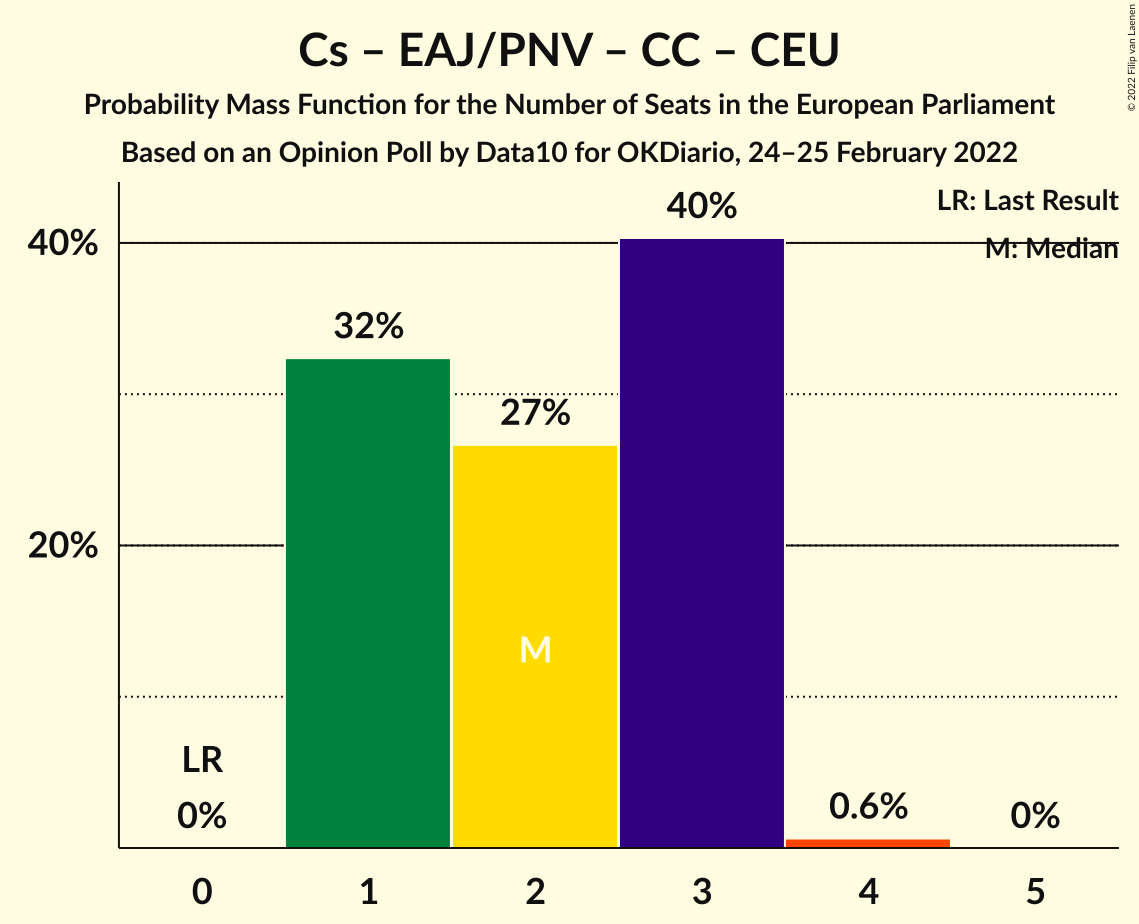 Cs – EAJ/PNV – CC – CEU
Probability Mass Function for the Number of Seats in the European Parliament
Based on an Opinion Poll by Data10 for OKDiario, 24–25 February 2022
© 2022 Filip van Laenen
LR: Last Result
M: Median
40%
20%
40%
32%
27%
M
LR
0%
0.6%
0%
0 1 2 3 4 5